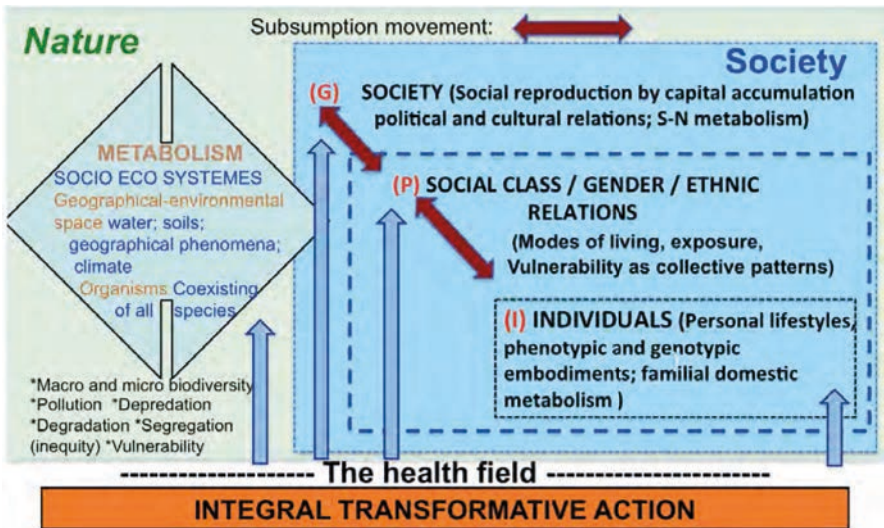 Nature
Subsumption movement:
Society
(G) SOCIETY (Social reproduction by capital accumulation
political and cultural relations; S-N metabolism)
METABOLISM
SOCIO ECO SYSTEMES
Geographical-environmental
space water; soils;
geographical phenomena;
climate
Organisms Coexisting
of all species
(P) SOCIAL CLASS / GENDER / ETHNIC
RELATIONS
(Modes of living, exposure,
Vulnerability as collective patterns)
(I) INDIVIDUALS (Personal lifestyles,
phenotypic and genotypic
embodiments; familial domestic
metabolism )
*Macro and micro biodiversity
*Pollution *Depredation
*Degradation *Segregation
(inequity) *Vulnerability
The health field
INTEGRAL TRANSFORMATIVE ACTION